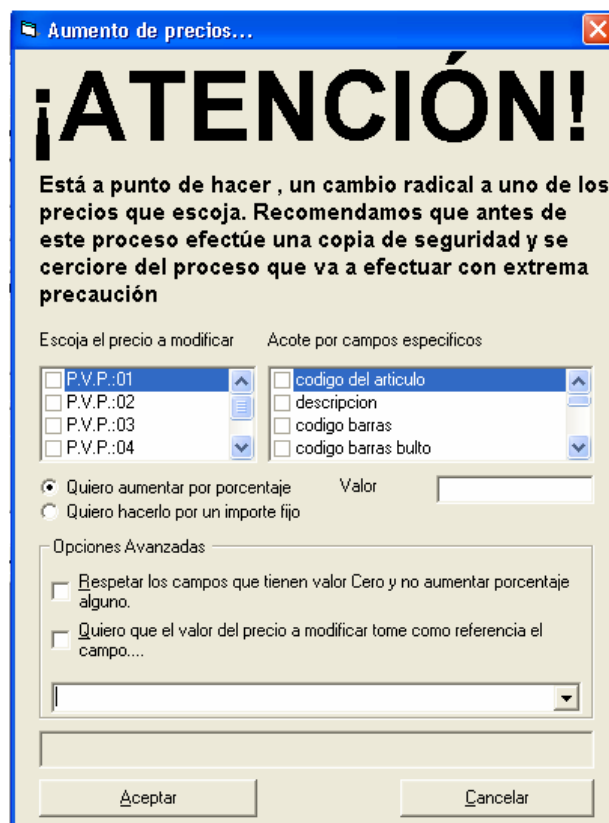 Aumento de precios...
¡ATENCIÓN!
Está a punto de hacer , un cambio radical a uno de los
precios que escoja. Recomendamos que antes de
este proceso efectúe una copia de seguridad y se
cerciore del proceso que va a efectuar con extrema
precaución
Escoja el precio a modificar
Acote por campos especificos
P.V.P.:01
P.V.P.:02
P.V.P.:03
P.V.P.:04
codigo del articulo
descripcion
codigo barras
codigo barras bulto
Quiero aumentar por porcentaje
Valor
Quiero hacerlo por un importe fijo
Opciones Avanzadas
Respetar los campos que tienen valor Cero y no aumentar porcentaje
alguno.
Quiero que el valor del precio a modificar tome como referencia el
campo....
Aceptar
Cancelar